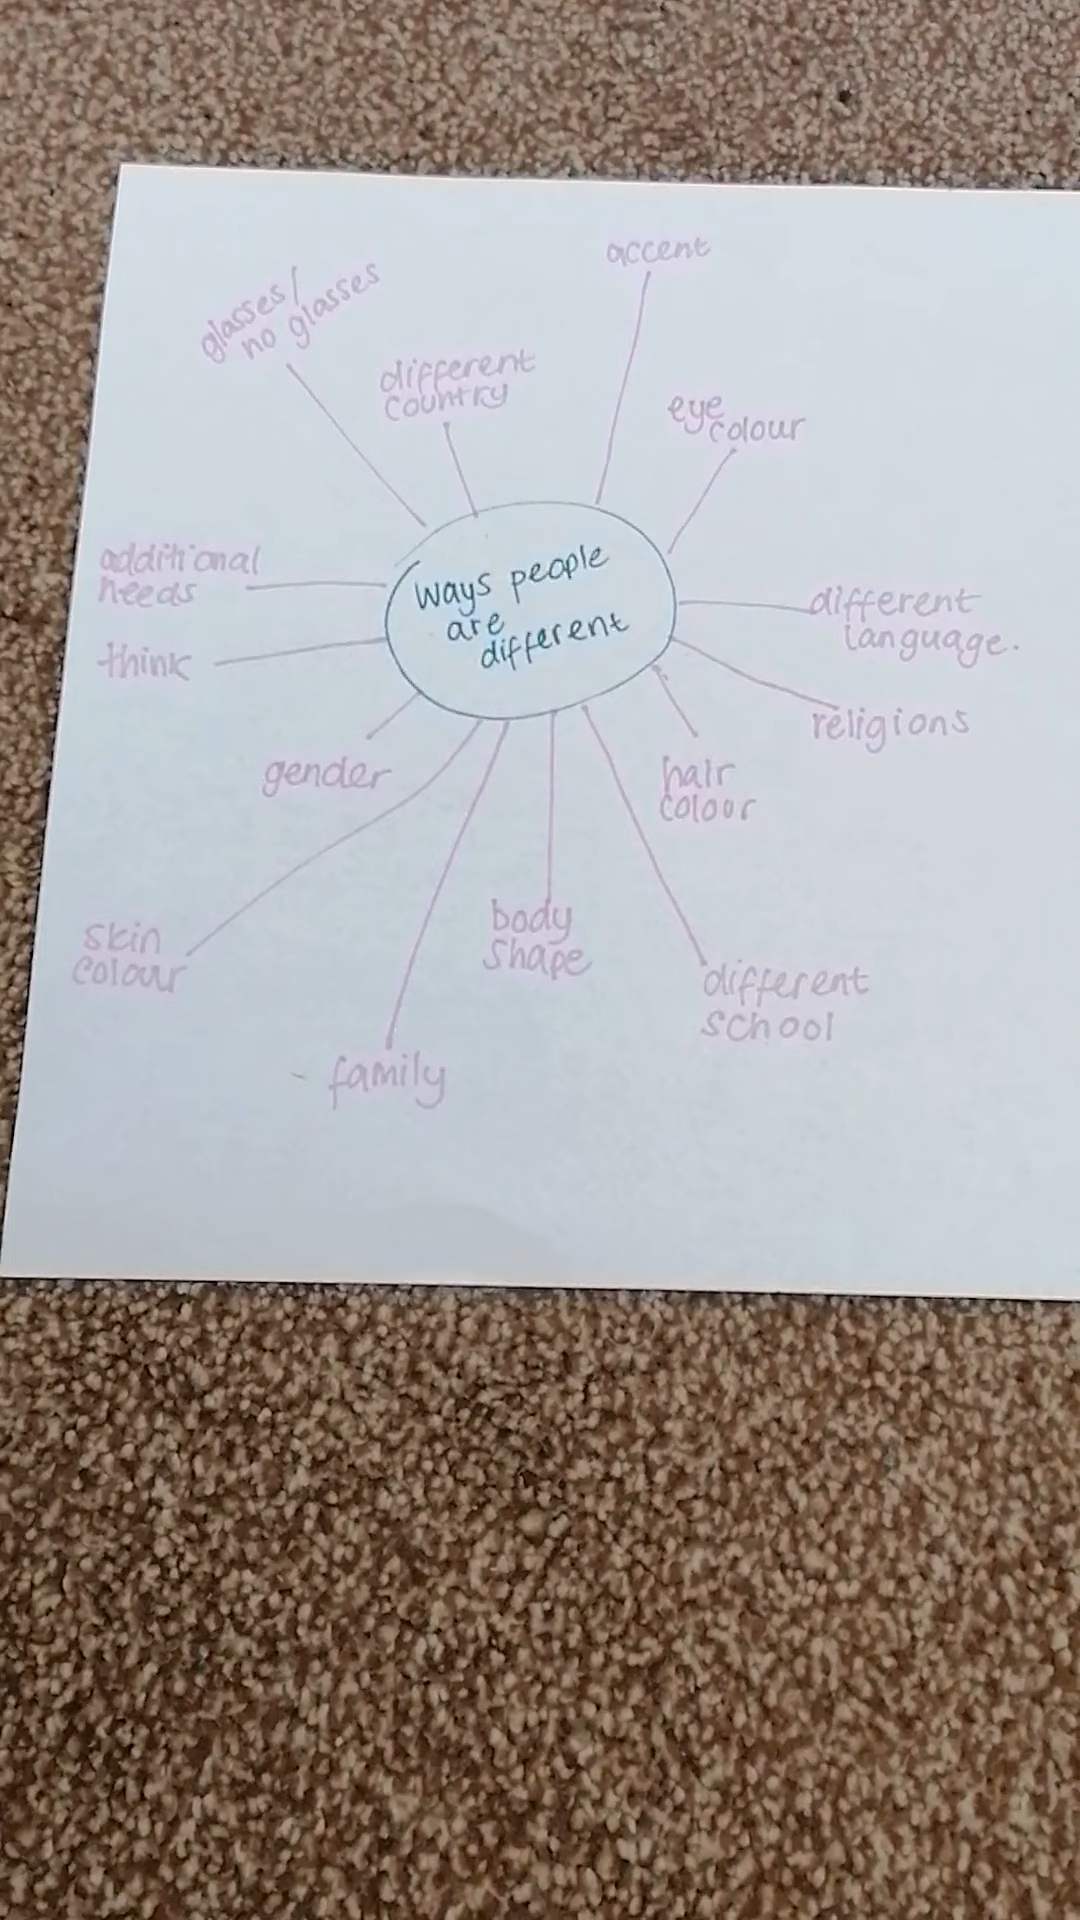 accent
glasses/
no glasses
different
country
eye
colour
ways people
are
different
additional
needs
think
different
language.
religions
gender
hair
colour
skin
colour
body
shape
different
school
- family